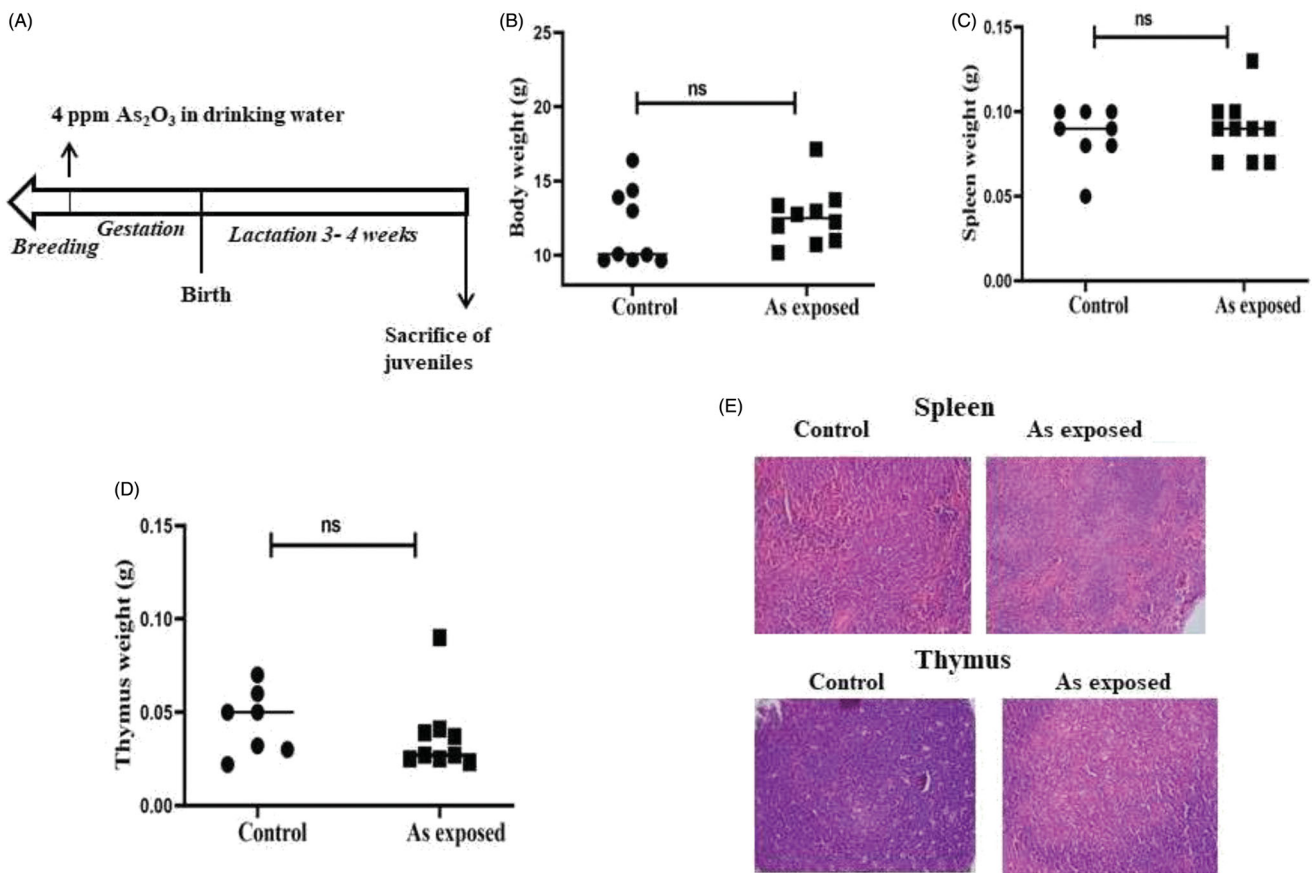 (A)
4 ppm As₂O₃ in drinking water
Gestation
Breeding
Lactation 3- 4 weeks
Birth
Sacrifice of
juveniles
(B)
Body weight (g)
25
20
15
10
ns
Control
As exposed
(C)
Spleen weight (g)
0.15
0.10
0.05
0.00
ns
Control
As exposed
(D)
Thymus weight (g)
0.15
0.10
0.05
0.00
ns
Control
As exposed
(E)
Spleen
Control
As exposed
Thymus
Control
As exposed